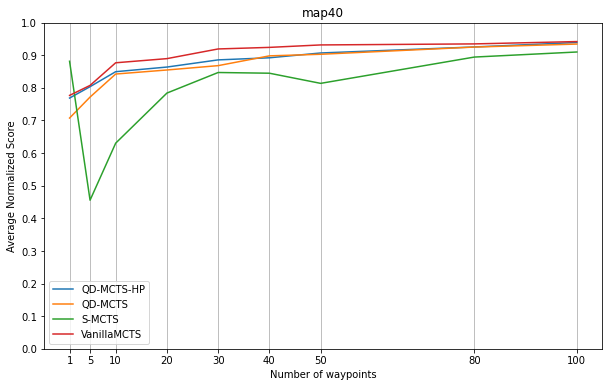 map40
Average Normalized Score
1.0
0.9
0.8
0.7
0.6
0.5
0.4
0.3
0.2
0.1
0.0
QD-MCTS-HP
QD-MCTS
S-MCTS
VanillaMCTS
1 5 10 20 30 40 50 80 100
Number of waypoints